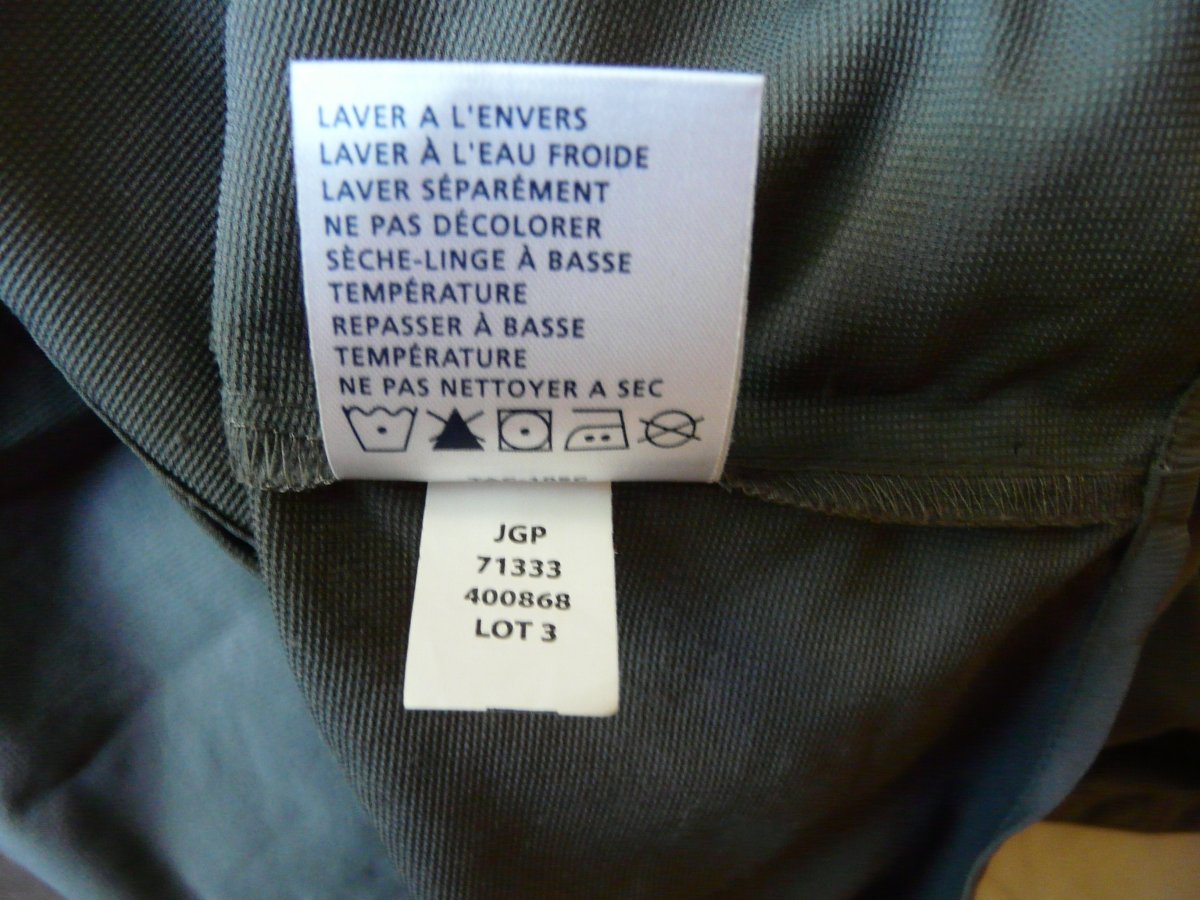 LAVER A L'ENVERS
LAVER À L'EAU FROIDE
LAVER SÉPARÉMENT
NE PAS DÉCOLORER
SÈCHE-LINGE À BASSE
TEMPÉRATURE
REPASSER À BASSE
TEMPÉRATURE
NE PAS NETTOYER A SEC
JGP
71333
400868
LOT 3